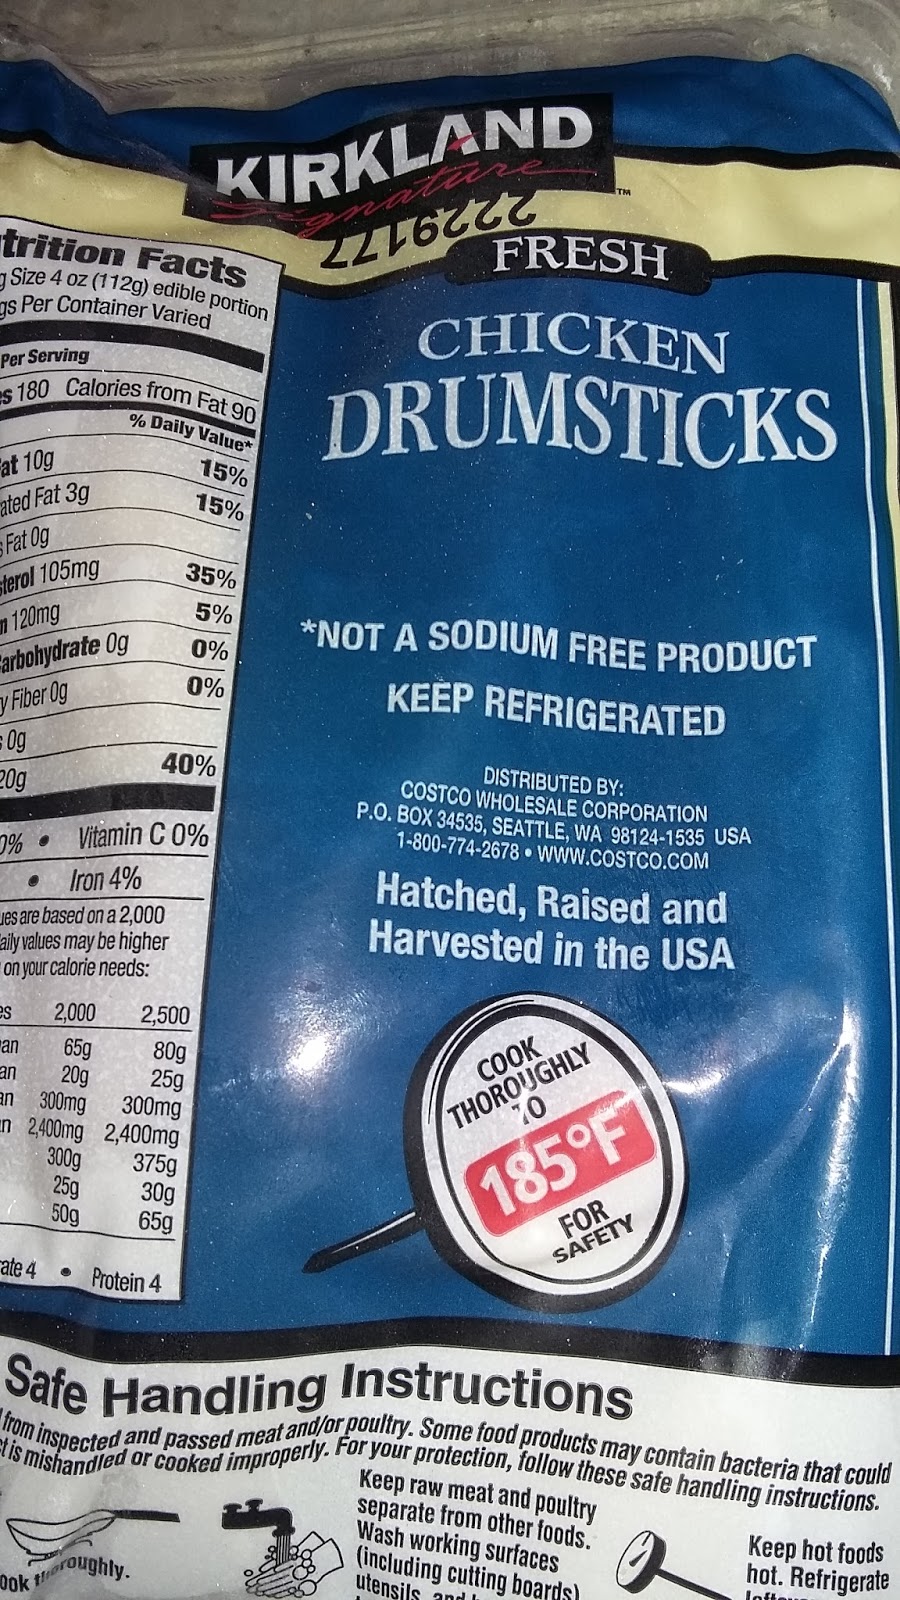 KIRKLAND
Signature
TM
2229177
FRESH
CHICKEN
DRUMSTICKS
*NOT A SODIUM FREE PRODUCT
KEEP REFRIGERATED
DISTRIBUTED BY:
COSTCO WHOLESALE CORPORATION
P.O. BOX 34535, SEATTLE, WA 98124-1535 USA
1-800-774-2678 • WWW.COSTCO.COM
Hatched, Raised and
Harvested in the USA
COOK
THOROUGHLY
TO
185°F
FOR
SAFETY
trition Facts
g Size 4 oz (112g) edible portion
gs Per Container Varied
Per Serving
es 180 Calories from Fat 90
% Daily Value*
Fat 10g 15%
ated Fat 3g 15%
s Fat 0g
sterol 105mg 35%
m 120mg 5%
Carbohydrate 0g 0%
y Fiber 0g 0%
s 0g
20g 40%
0% • Vitamin C 0%
• Iron 4%
ues are based on a 2,000
aily values may be higher
on your calorie needs:
es 2,000 2,500
an 65g 80g
an 20g 25g
an 300mg 300mg
an 2,400mg 2,400mg
300g 375g
25g 30g
50g 65g
rate 4 • Protein 4
Safe Handling Instructions
from inspected and passed meat and/or poultry. Some food products may contain bacteria that could
ct is mishandled or cooked improperly. For your protection, follow these safe handling instructions.
ook thoroughly.
Keep raw meat and poultry
separate from other foods.
Wash working surfaces
(including cutting boards)
utensils, and
Keep hot foods
hot. Refrigerate